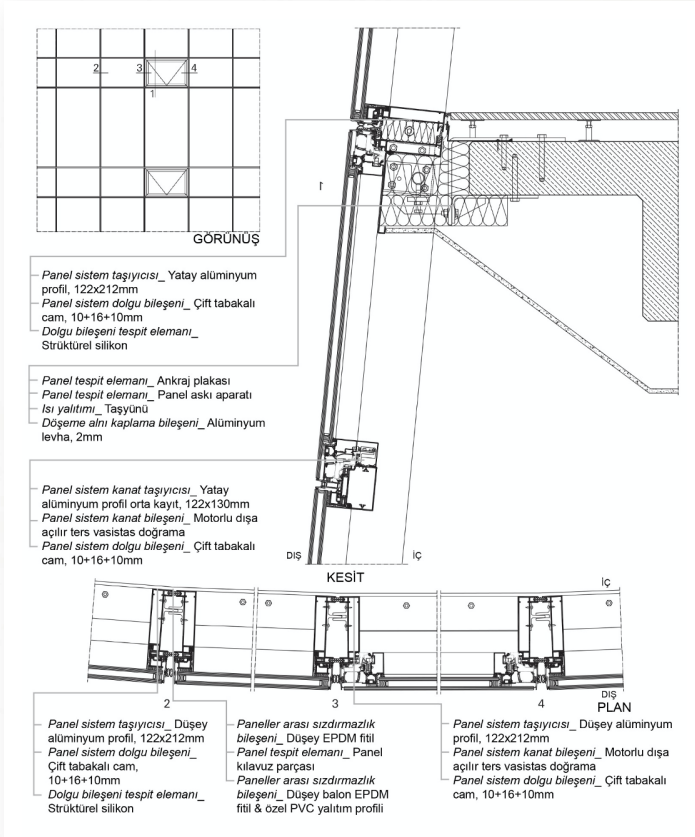 2
3
4
1
GÖRÜNÜŞ
1
Panel sistem taşıyıcısı_ Yatay alüminyum
profil, 122x212mm
Panel sistem dolgu bileşeni_ Çift tabakalı
cam, 10+16+10mm
Dolgu bileşeni tespit elemanı_
Strüktürel silikon
Panel tespit elemanı_ Ankraj plakası
Panel tespit elemanı_ Panel askı aparatı
Isı yalıtımı_ Taşyünü
Döşeme alnı kaplama bileşeni_ Alüminyum
levha, 2mm
Panel sistem kanat taşıyıcısı_ Yatay
alüminyum profil orta kayıt, 122x130mm
Panel sistem kanat bileşeni_ Motorlu dışa
açılır ters vasistas doğrama
Panel sistem dolgu bileşeni_ Çift tabakalı
cam, 10+16+10mm
DIŞ
İÇ
KESİT
İÇ
2
3
4
DIŞ
PLAN
Panel sistem taşıyıcısı_ Düşey
alüminyum profil, 122x212mm
Panel sistem dolgu bileşeni_
Çift tabakalı cam,
10+16+10mm
Dolgu bileşeni tespit elemanı_
Strüktürel silikon
Paneller arası sızdırmazlık
bileşeni_ Düşey EPDM fitil
Panel tespit elemanı_ Panel
kılavuz parçası
Paneller arası sızdırmazlık
bileşeni_ Düşey balon EPDM
fitil & özel PVC yalıtım profili
Panel sistem taşıyıcısı_ Düşey alüminyum
profil, 122x212mm
Panel sistem kanat bileşeni_ Motorlu dışa
açılır ters vasistas doğrama
Panel sistem dolgu bileşeni_ Çift tabakalı
cam, 10+16+10mm